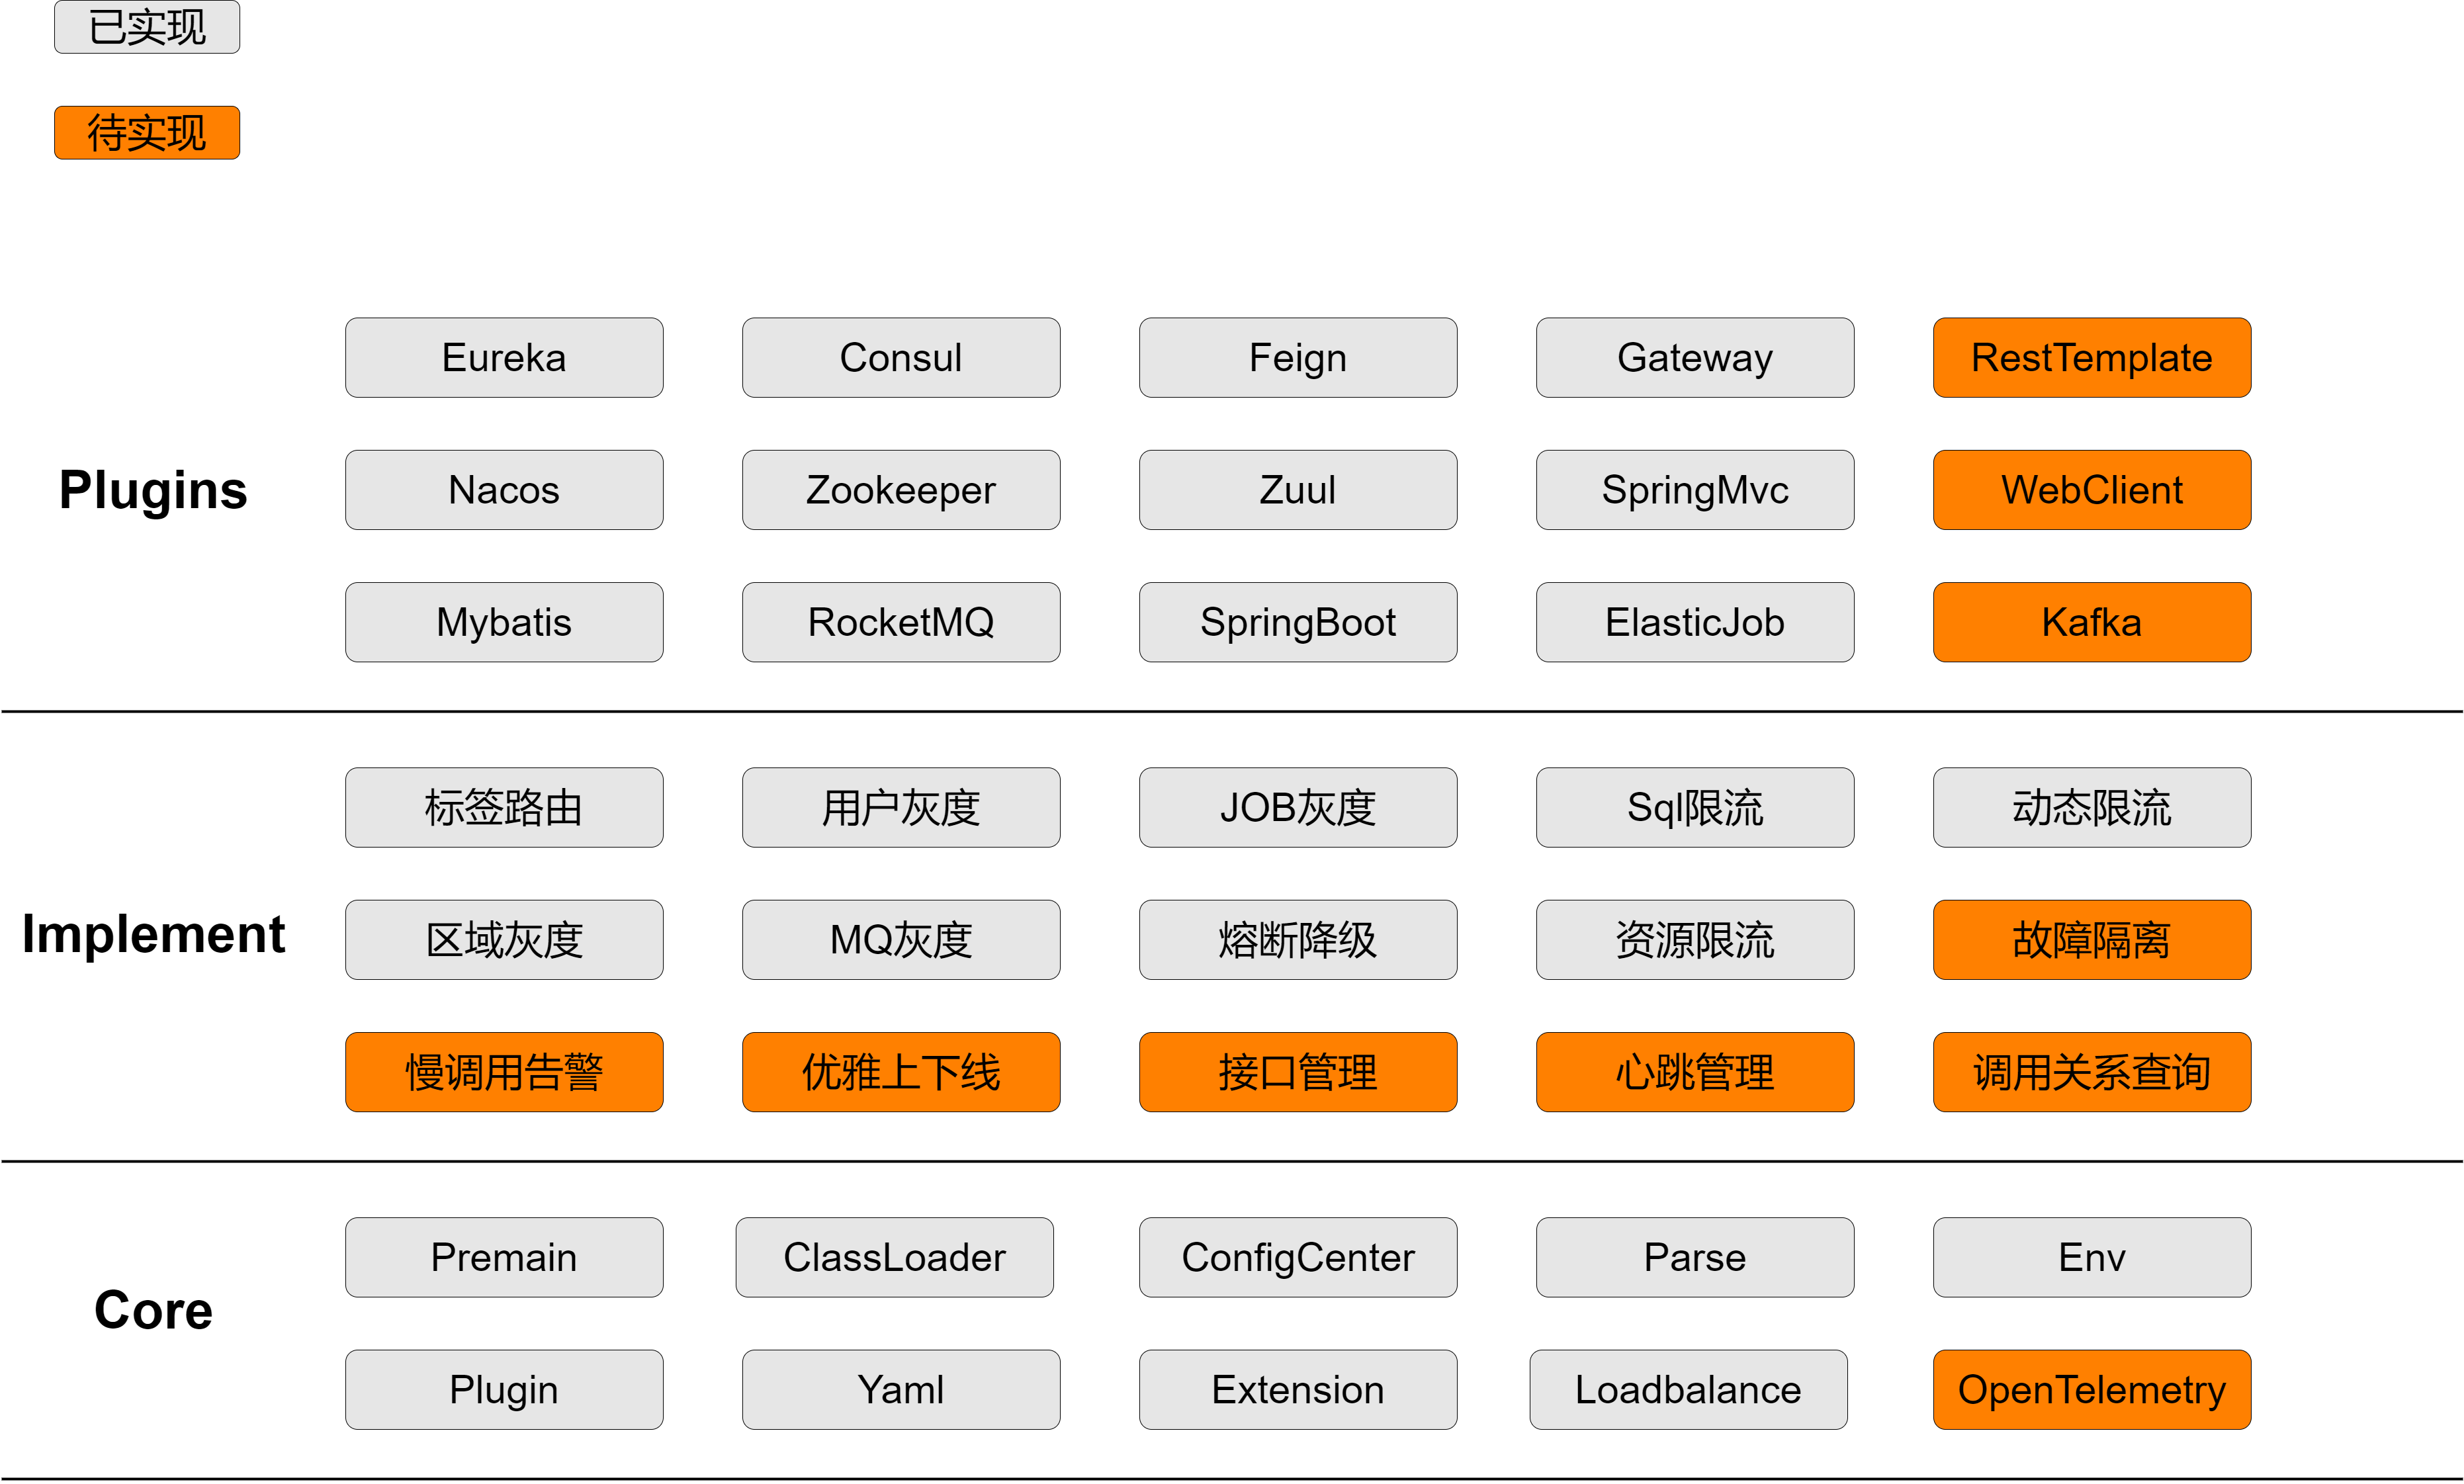 已实现
待实现
Eureka Consul Feign Gateway RestTemplate
Plugins Nacos Zookeeper Zuul SpringMvc WebClient
Mybatis RocketMQ SpringBoot ElasticJob Kafka
标签路由 用户灰度 JOB灰度 Sql限流 动态限流
Implement 区域灰度 MQ灰度 熔断降级 资源限流 故障隔离
慢调用告警 优雅上下线 接口管理 心跳管理 调用关系查询
Premain ClassLoader ConfigCenter Parse Env
Core
Plugin Yaml Extension Loadbalance OpenTelemetry